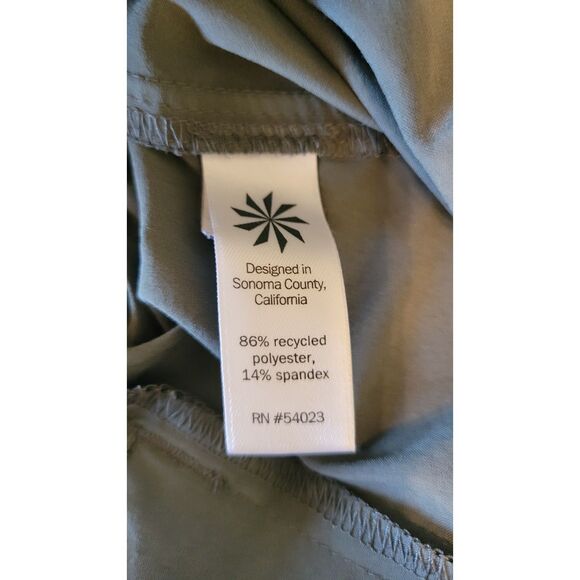 Designed in
Sonoma County,
California
86% recycled
polyester,
14% spandex
RN #54023